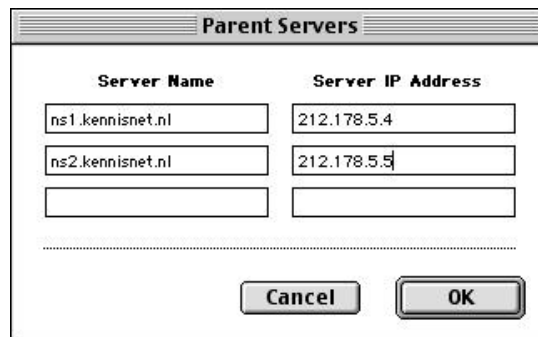 Parent Servers
Server Name Server IP Address
ns1.kennisnet.nl 212.178.5.4
ns2.kennisnet.nl 212.178.5.5
Cancel OK